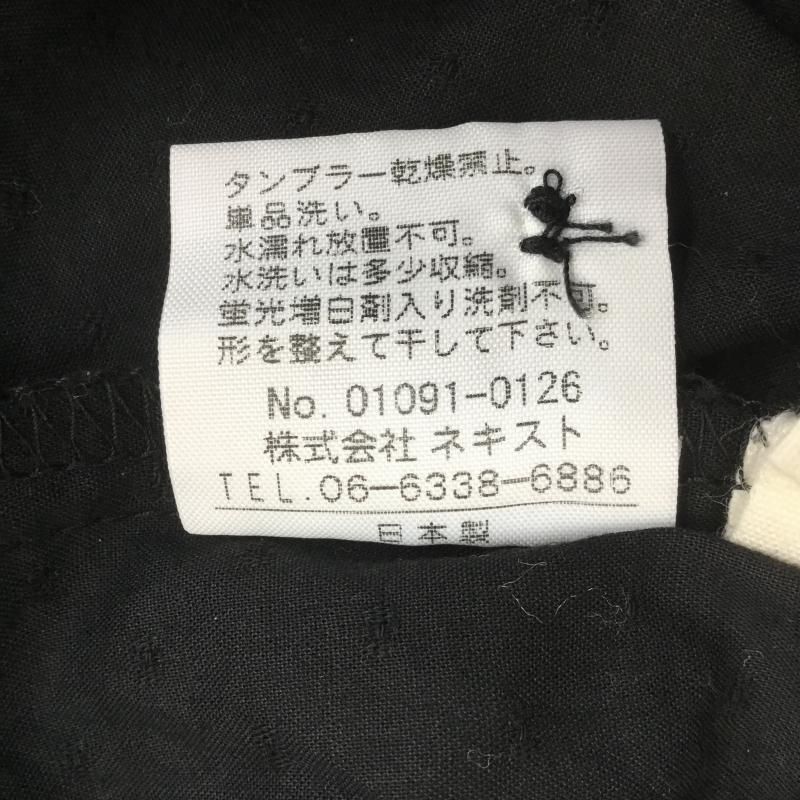 タンブラー乾燥禁止。
単品洗い。
水濡れ放置不可。
水洗いは多少収縮。
蛍光増白剤入り洗剤不可。
形を整えて干して下さい。
No. 01091-0126
株式会社 ネキスト
TEL.06-6338-6886
日本製